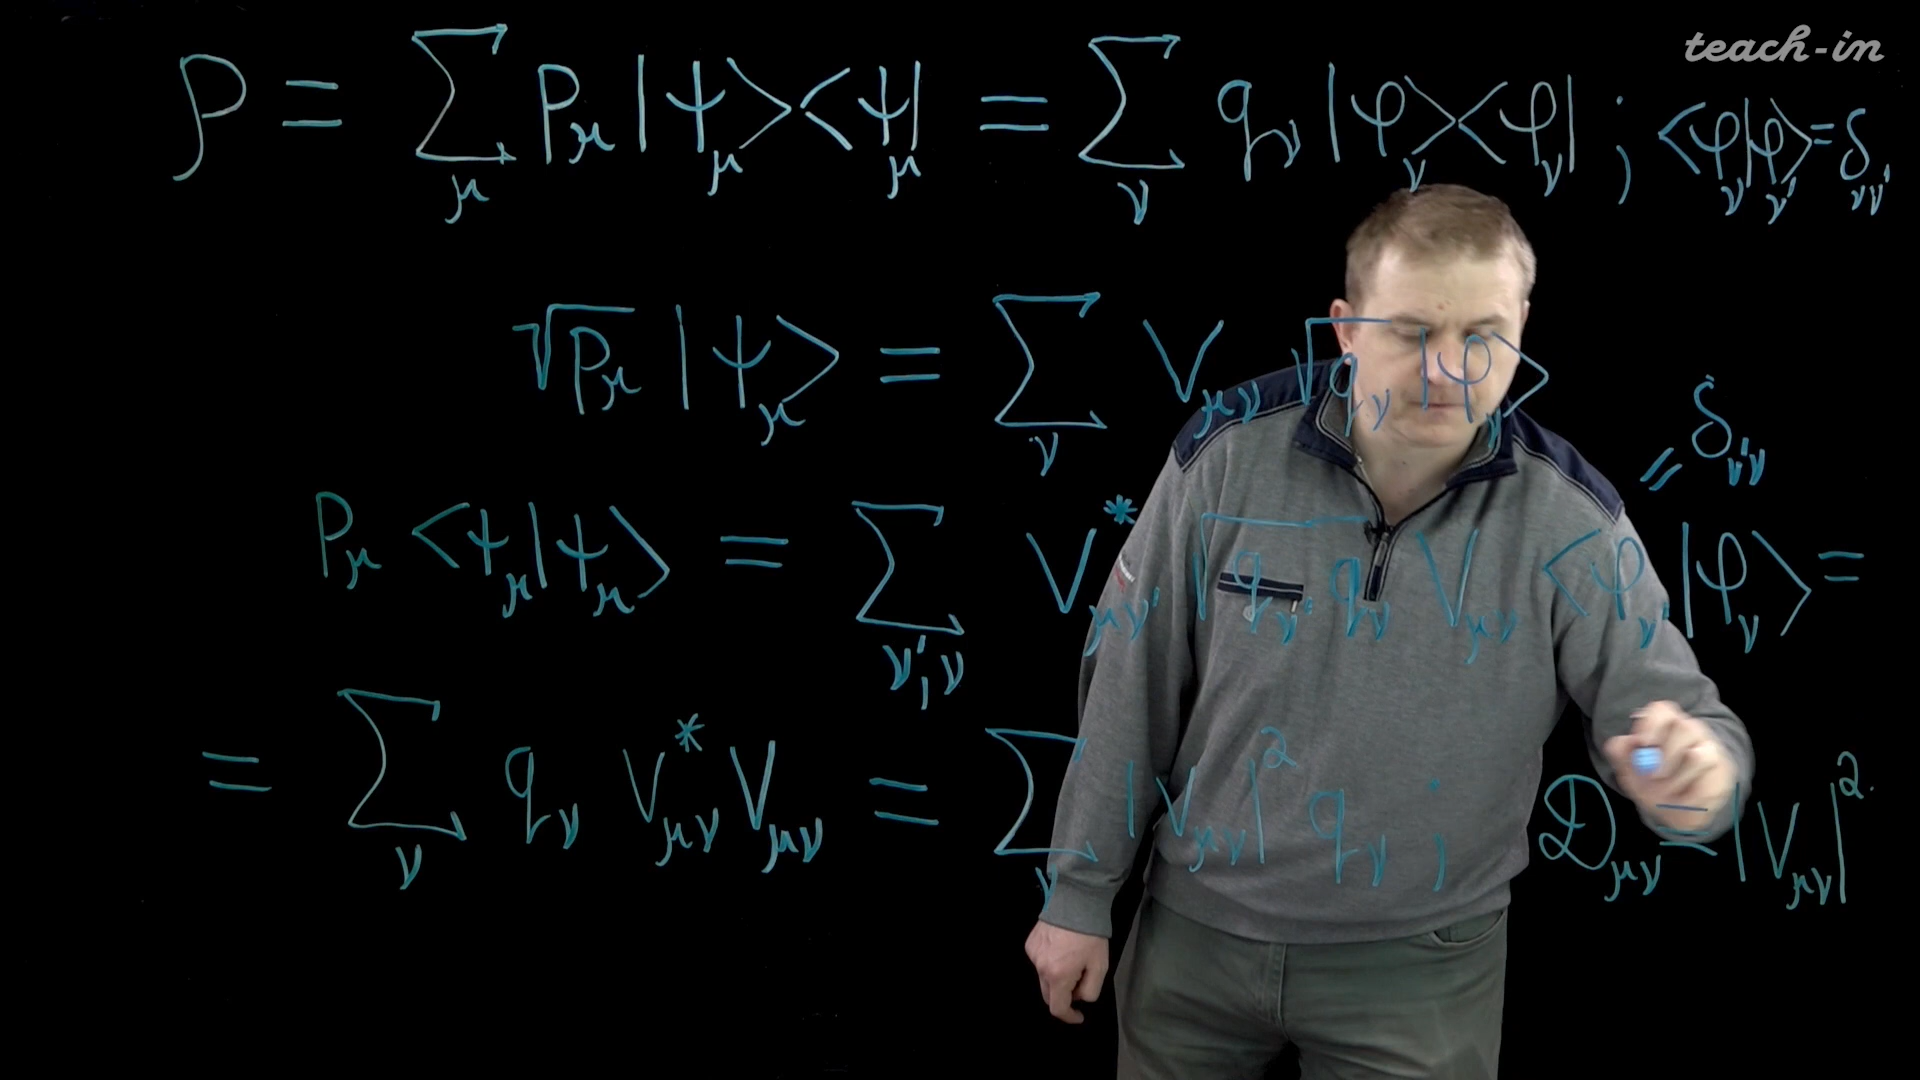 teach-in
ρ = ∑_μ p_μ |ψ_μ><ψ_μ| = ∑_ν q_ν |φ_ν><φ_ν| ; <φ_ν|φ_ν'> = δ_νν'
√p_μ |ψ_μ> = ∑_ν V_μν √q_ν |φ_ν>
p_μ <ψ_μ|ψ_μ> = ∑_ν',ν V*_μν' √(q_ν' q_ν) V_μν <φ_ν'|φ_ν> =
= δ_ν'ν
= ∑_ν q_ν V*_μν V_μν = ∑_ν |V_μν|² q_ν ; 𝒟_μν = |V_μν|².